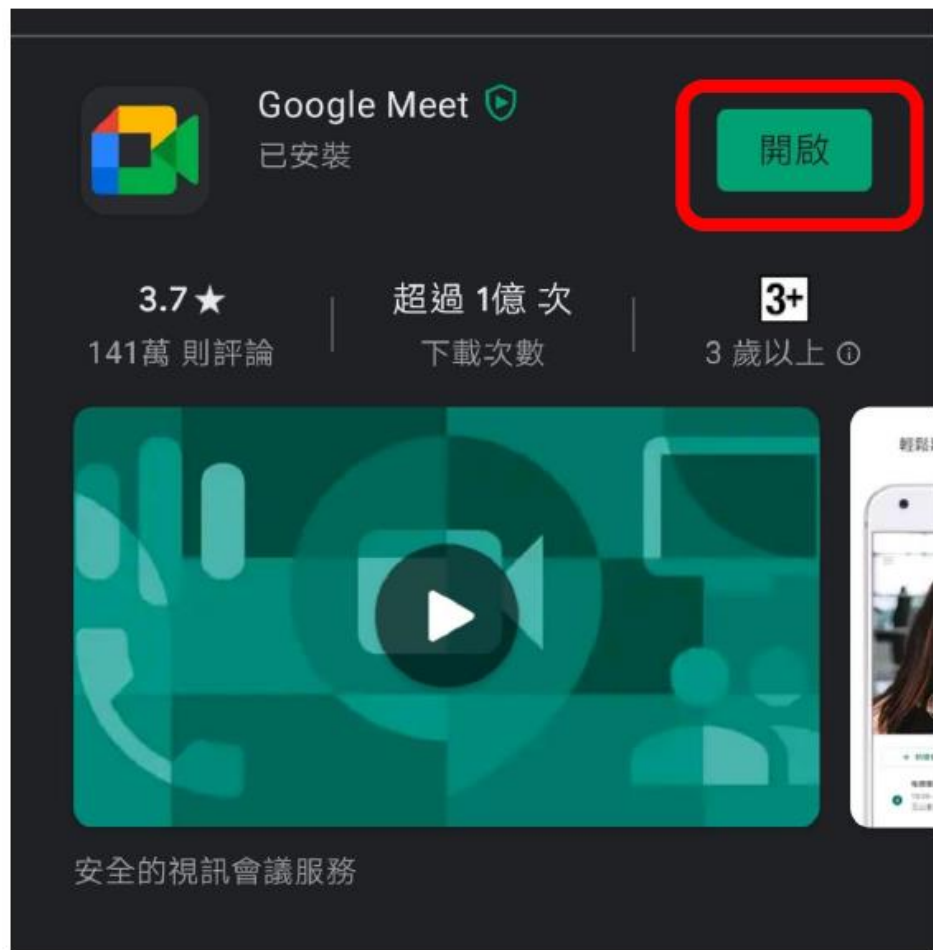 Google Meet
已安裝
開啟
3.7★
超過 1億 次
3+
141萬 則評論
下載次數
3 歲以上
安全的視訊會議服務